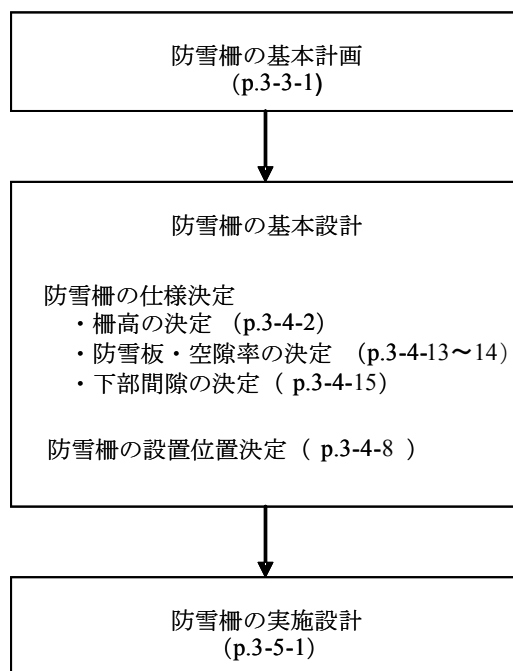 防雪柵の基本計画
(p.3-3-1)
防雪柵の基本設計
防雪柵の仕様決定
・柵高の決定 (p.3-4-2)
・防雪板・空隙率の決定 (p.3-4-13〜14)
・下部間隙の決定 ( p.3-4-15)
防雪柵の設置位置決定 ( p.3-4-8 )
防雪柵の実施設計
(p.3-5-1)